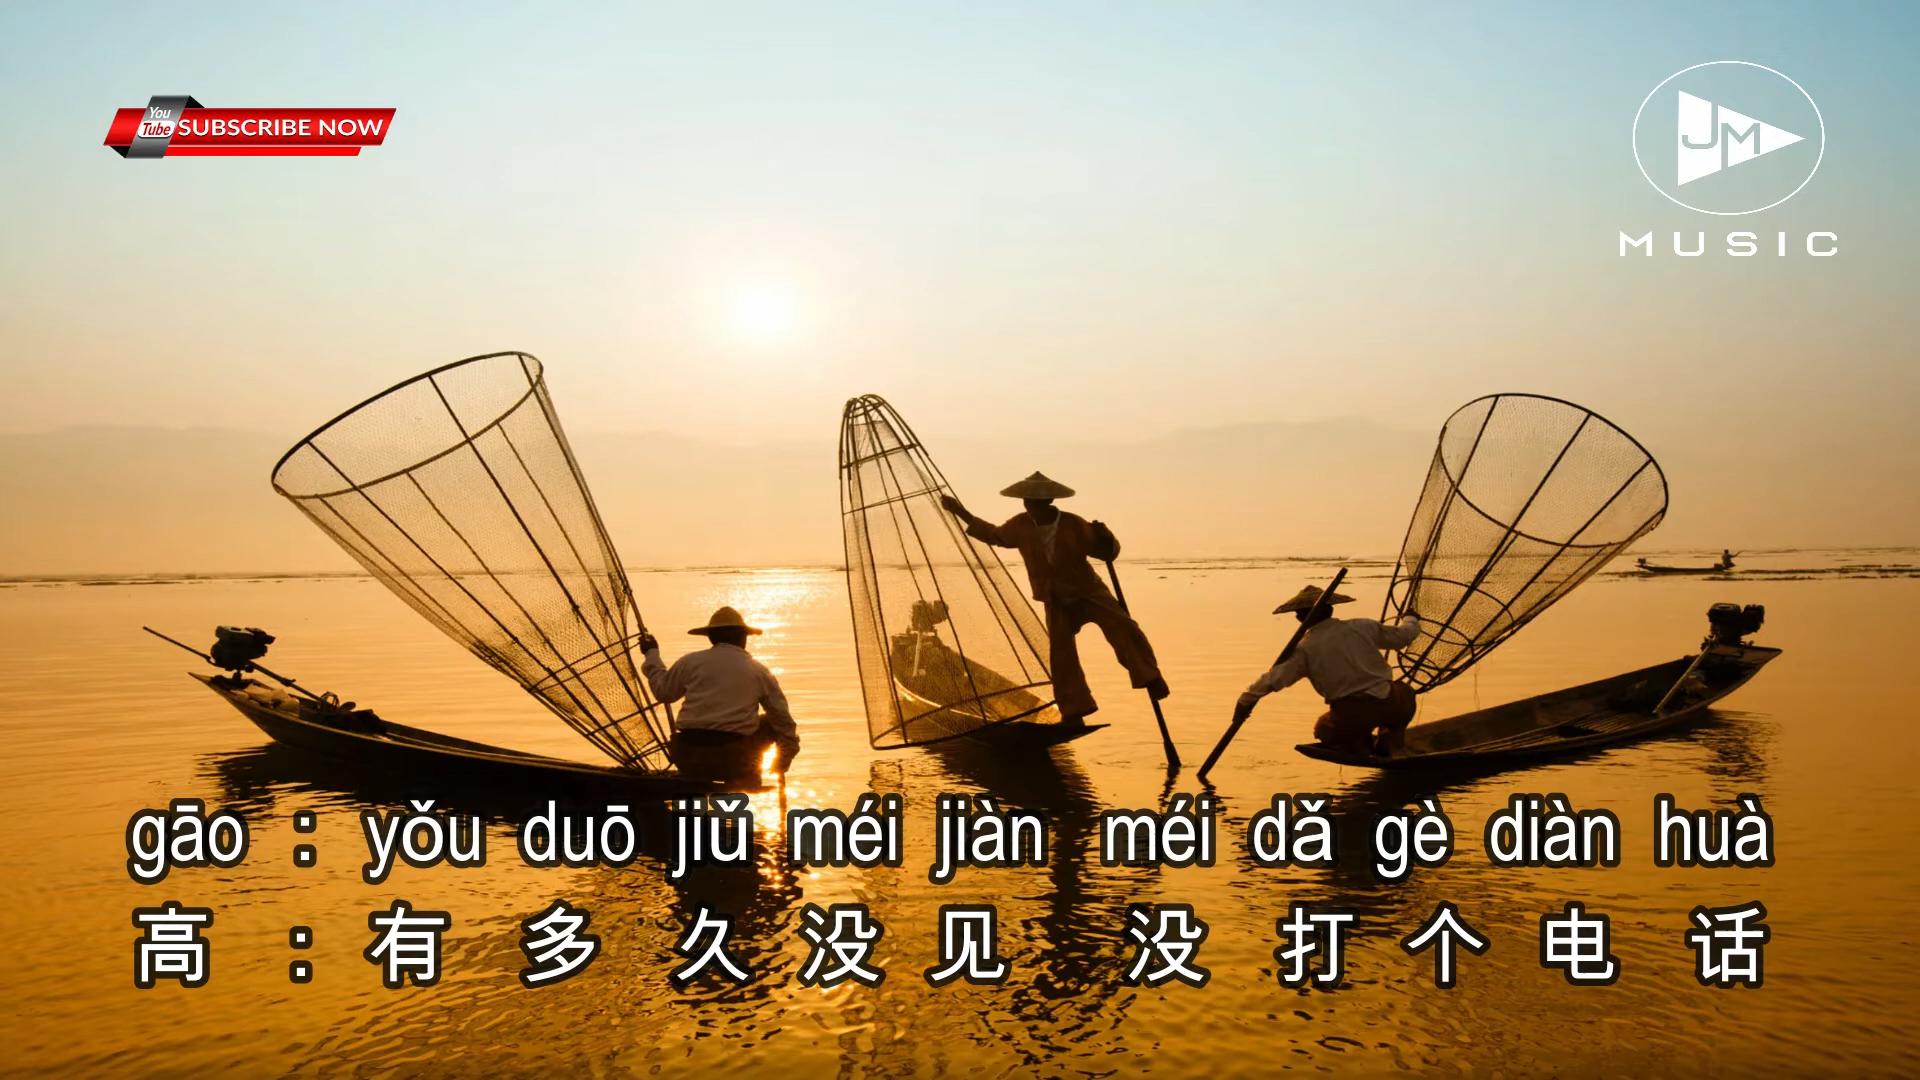 You
Tube
SUBSCRIBE NOW
JM
MUSIC
gāo : yǒu duō jiǔ méi jiàn méi dǎ gè diàn huà
高 : 有 多 久 没 见 没 打 个 电 话